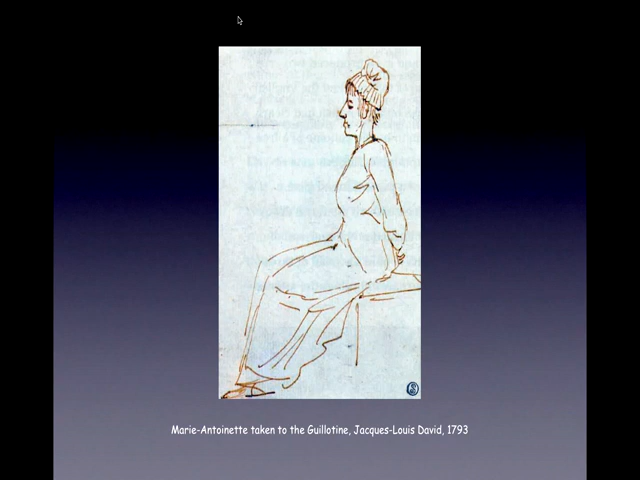 Marie-Antoinette taken to the Guillotine, Jacques-Louis David, 1793